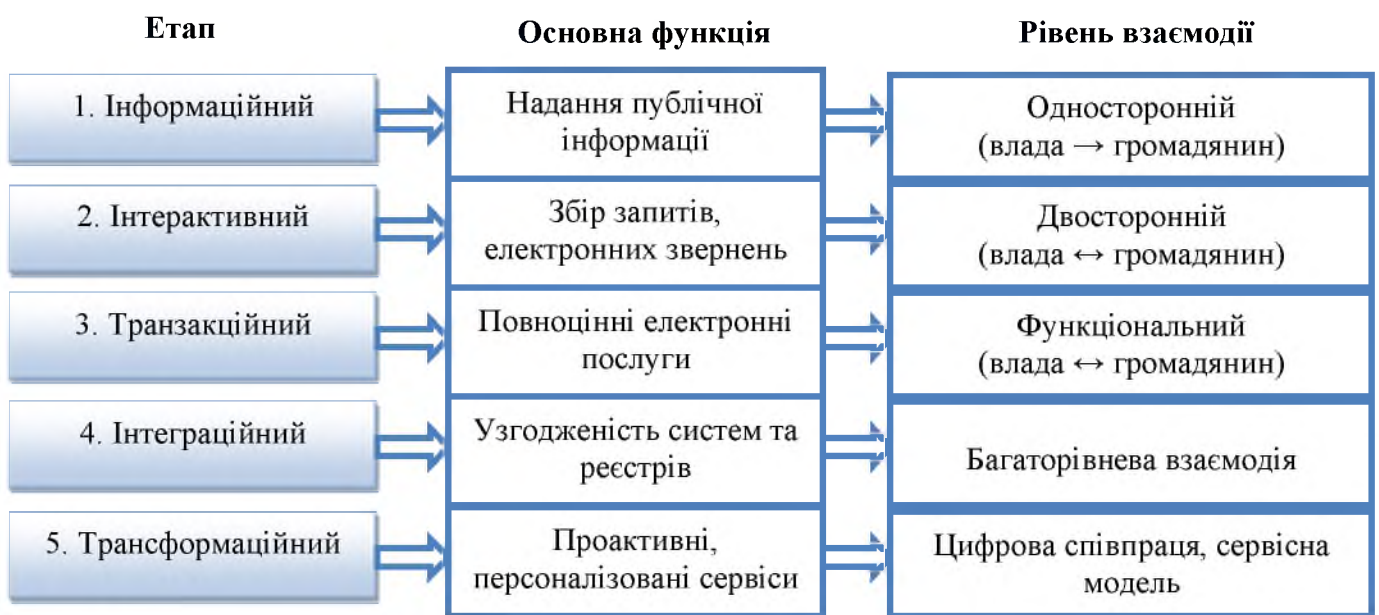 Етап
Основна функція
Рівень взаємодії
1. Інформаційний
Надання публічної
інформації
Односторонній
(влада → громадянин)
2. Інтерактивний
Збір запитів,
електронних звернень
Двосторонній
(влада ↔ громадянин)
3. Транзакційний
Повноцінні електронні
послуги
Функціональний
(влада ↔ громадянин)
4. Інтеграційний
Узгодженість систем та
реєстрів
Багаторівнева взаємодія
5. Трансформаційний
Проактивні,
персоналізовані сервіси
Цифрова співпраця, сервісна
модель